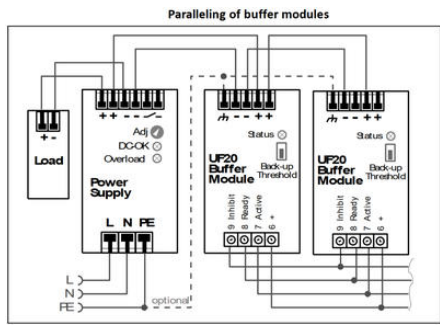 Paralleling of buffer modules
+ + - -
Adj
DC-OK
Overload
Power
Supply
L N PE
+ -
Load
- - + +
Status
UF20
Buffer
Module
Back-up
Threshold
9 Inhibit
8 Ready
7 Active
6 +
- - + +
Status
UF20
Buffer
Module
Back-up
Threshold
9 Inhibit
8 Ready
7 Active
6 +
L
N
PE
optional